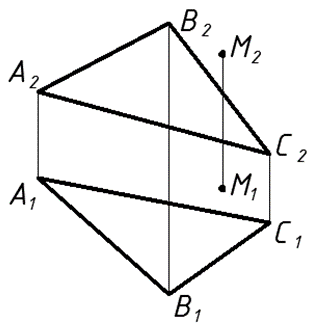 B₂
M₂
A₂
C₂
M₁
A₁
C₁
B₁